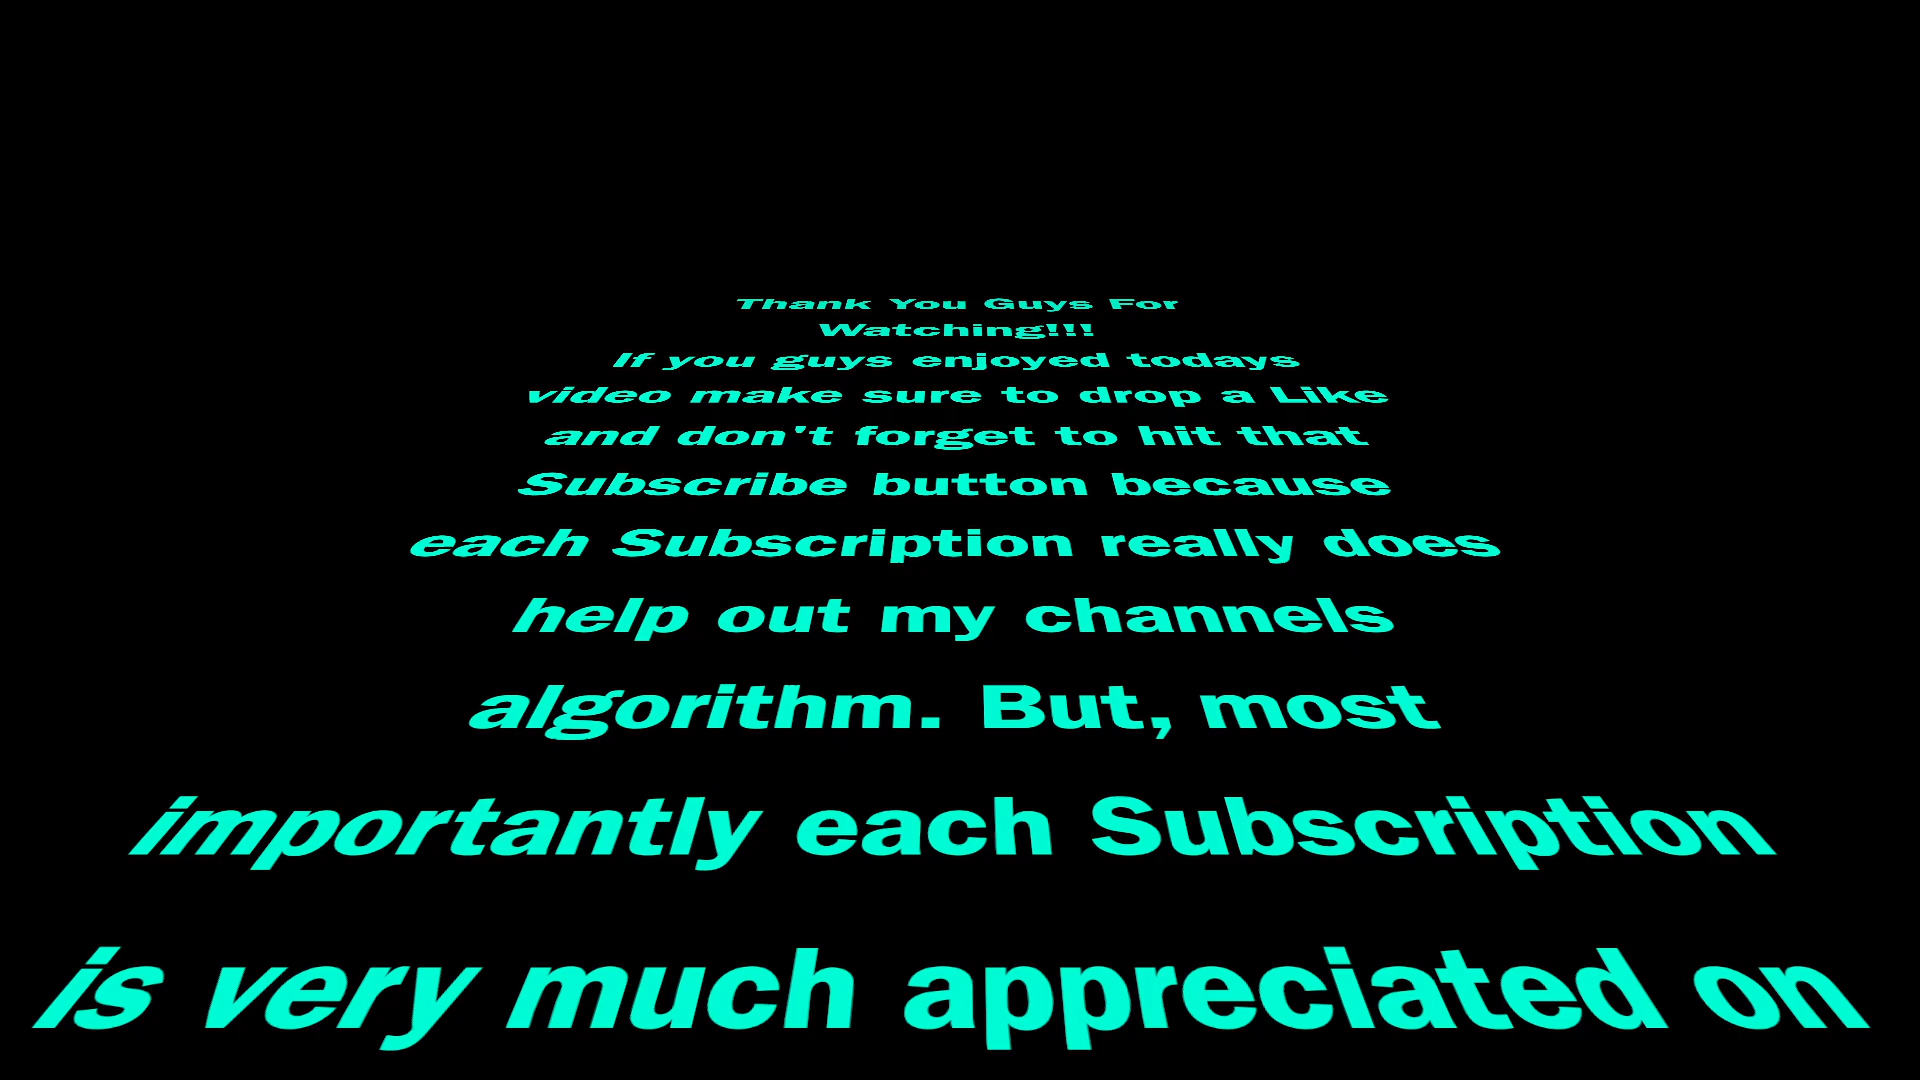 Thank You Guys For
Watching!!!
If you guys enjoyed todays
video make sure to drop a Like
and don't forget to hit that
Subscribe button because
each Subscription really does
help out my channels
algorithm. But, most
importantly each Subscription
is very much appreciated on